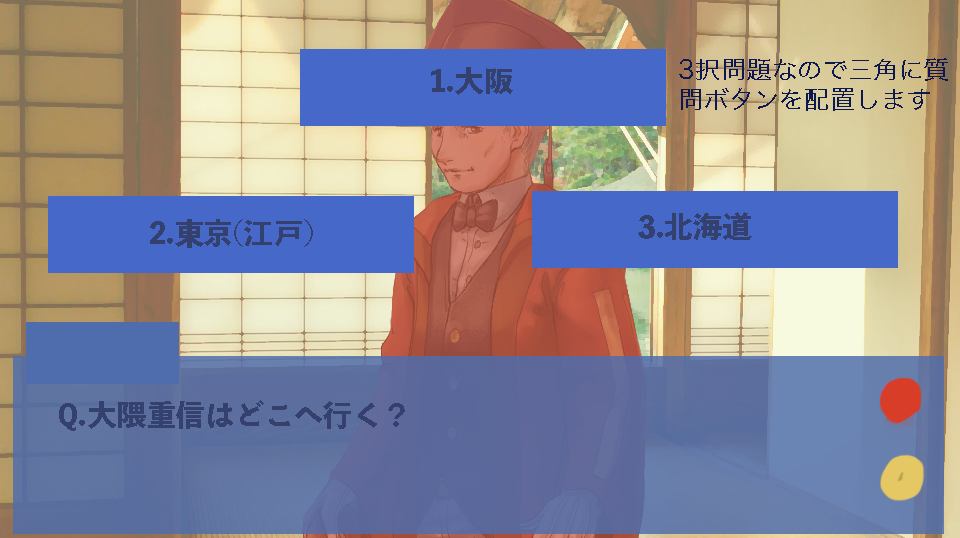 1.大阪
3択問題なので三角に質
問ボタンを配置します
2.東京(江戸)
3.北海道
Q.大隈重信はどこへ行く？